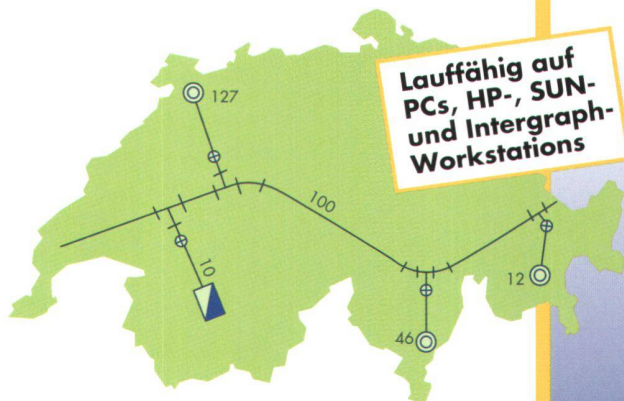 Lauffähig auf
PCs, HP-, SUN-
und Intergraph-
Workstations
127
100
10
12
46